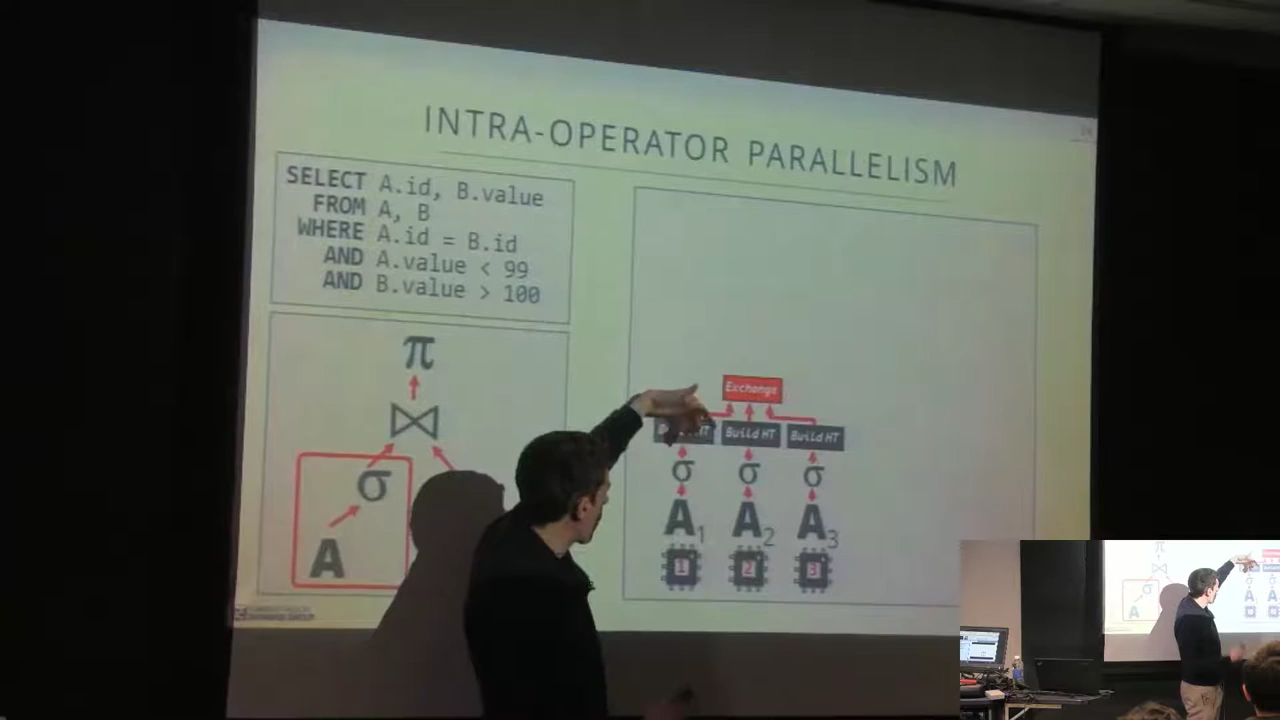 INTRA-OPERATOR PARALLELISM
SELECT A.id, B.value
FROM A, B
WHERE A.id = B.id
AND A.value < 99
AND B.value > 100
π
⋈
σ
A
Exchange
Build HT Build HT
σ σ σ
A1 A2 A3
1 2 3